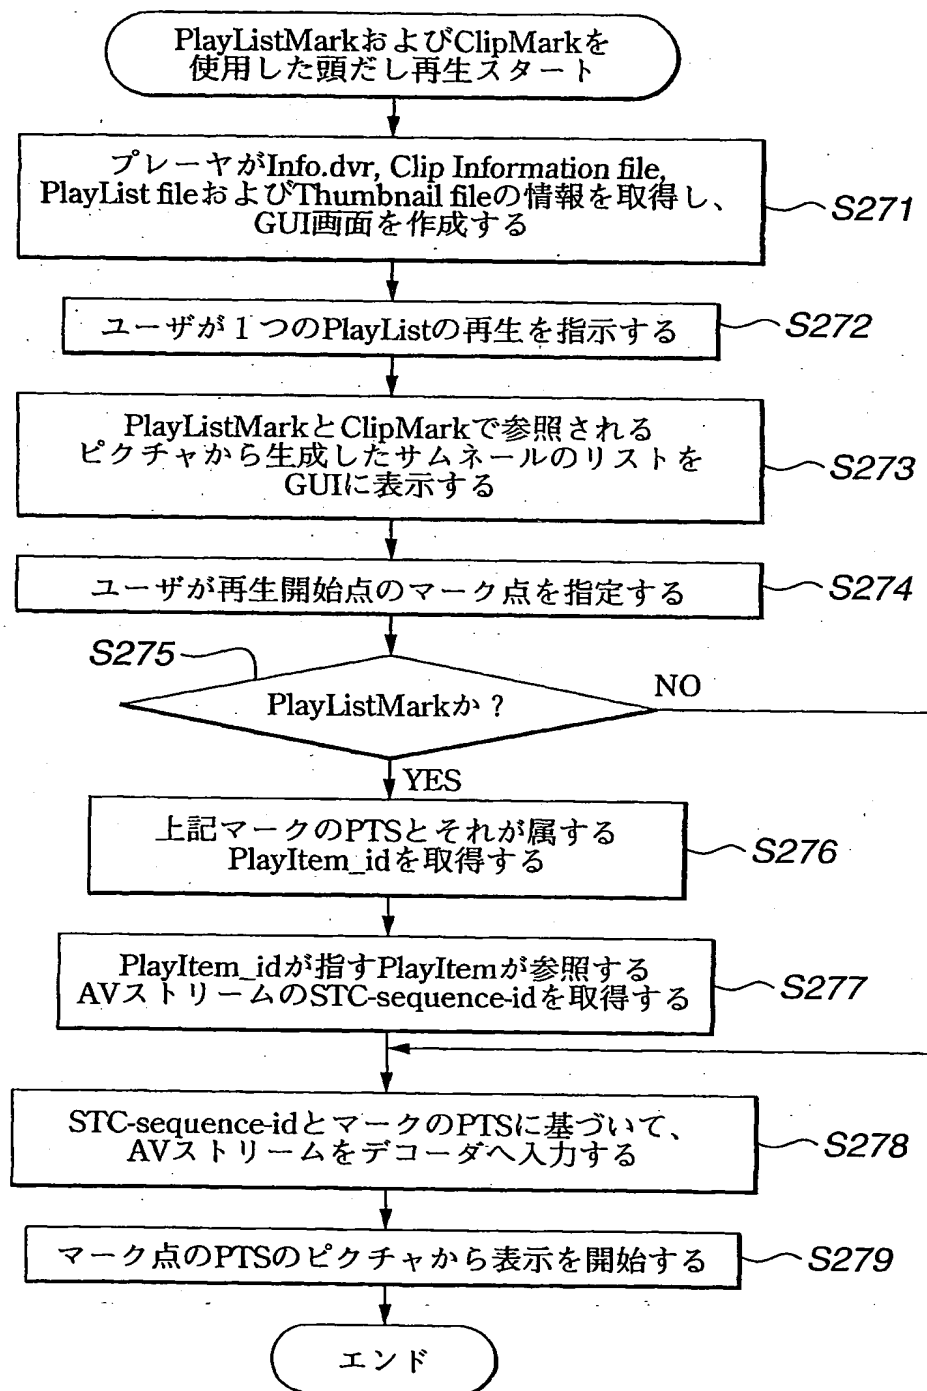 PlayListMarkおよびClipMarkを
使用した頭だし再生スタート
プレーヤがInfo.dvr, Clip Information file,
PlayList fileおよびThumbnail fileの情報を取得し、
GUI画面を作成する
S271
ユーザが１つのPlayListの再生を指示する
S272
PlayListMarkとClipMarkで参照される
ピクチャから生成したサムネールのリストを
GUIに表示する
S273
ユーザが再生開始点のマーク点を指定する
S274
S275
PlayListMarkか？
NO
YES
上記マークのPTSとそれが属する
PlayItem_idを取得する
S276
PlayItem_idが指すPlayItemが参照する
AVストリームのSTC-sequence-idを取得する
S277
STC-sequence-idとマークのPTSに基づいて、
AVストリームをデコーダへ入力する
S278
マーク点のPTSのピクチャから表示を開始する
S279
エンド